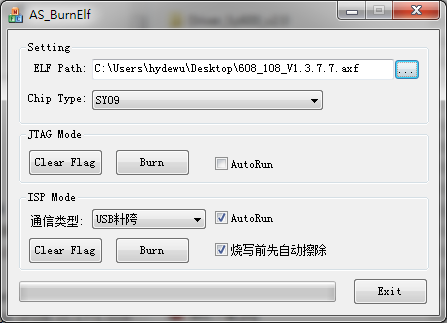 AS_BurnElf
Setting
ELF Path: C:\Users\hydewu\Desktop\608_108_V1.3.7.7.axf ...
Chip Type: SY09
JTAG Mode
Clear Flag Burn AutoRun
ISP Mode
通信类型: USB朴胯 AutoRun
Clear Flag Burn 烧写前先自动擦除
Exit